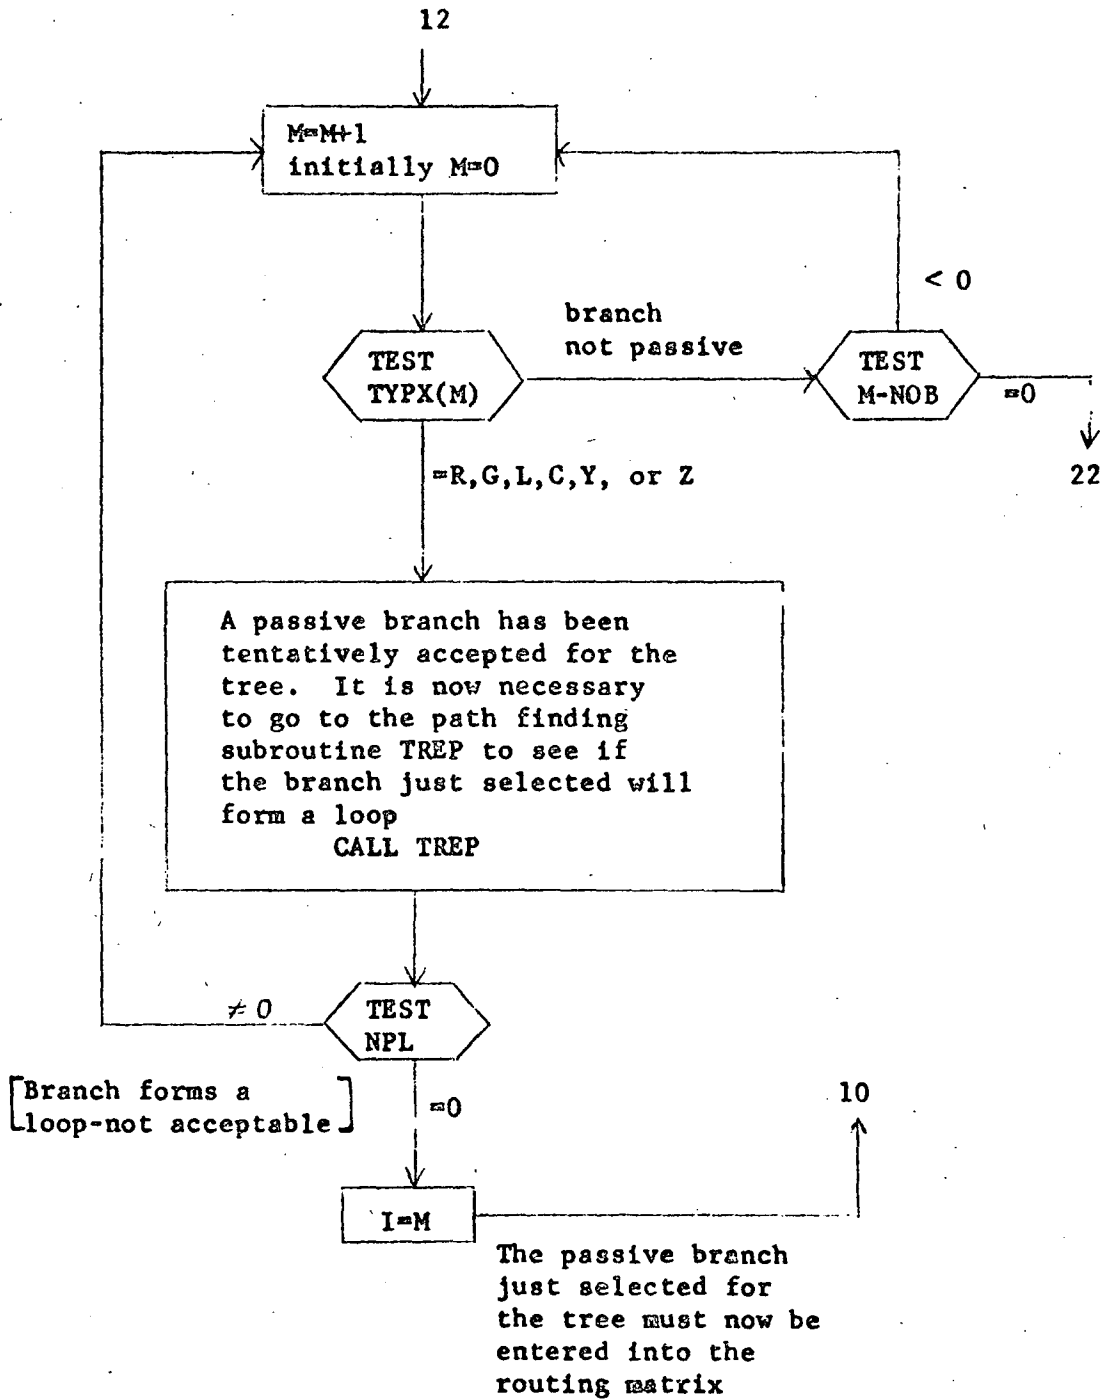 12
M=M+1
initially M=0
< 0
branch
not passive
TEST
TYPX(M)
TEST
M-NOB
=0
22
=R,G,L,C,Y, or Z
A passive branch has been
tentatively accepted for the
tree. It is now necessary
to go to the path finding
subroutine TREP to see if
the branch just selected will
form a loop
CALL TREP
≠ 0
TEST
NPL
[Branch forms a
loop-not acceptable]
=0
10
I=M
The passive branch
just selected for
the tree must now be
entered into the
routing matrix